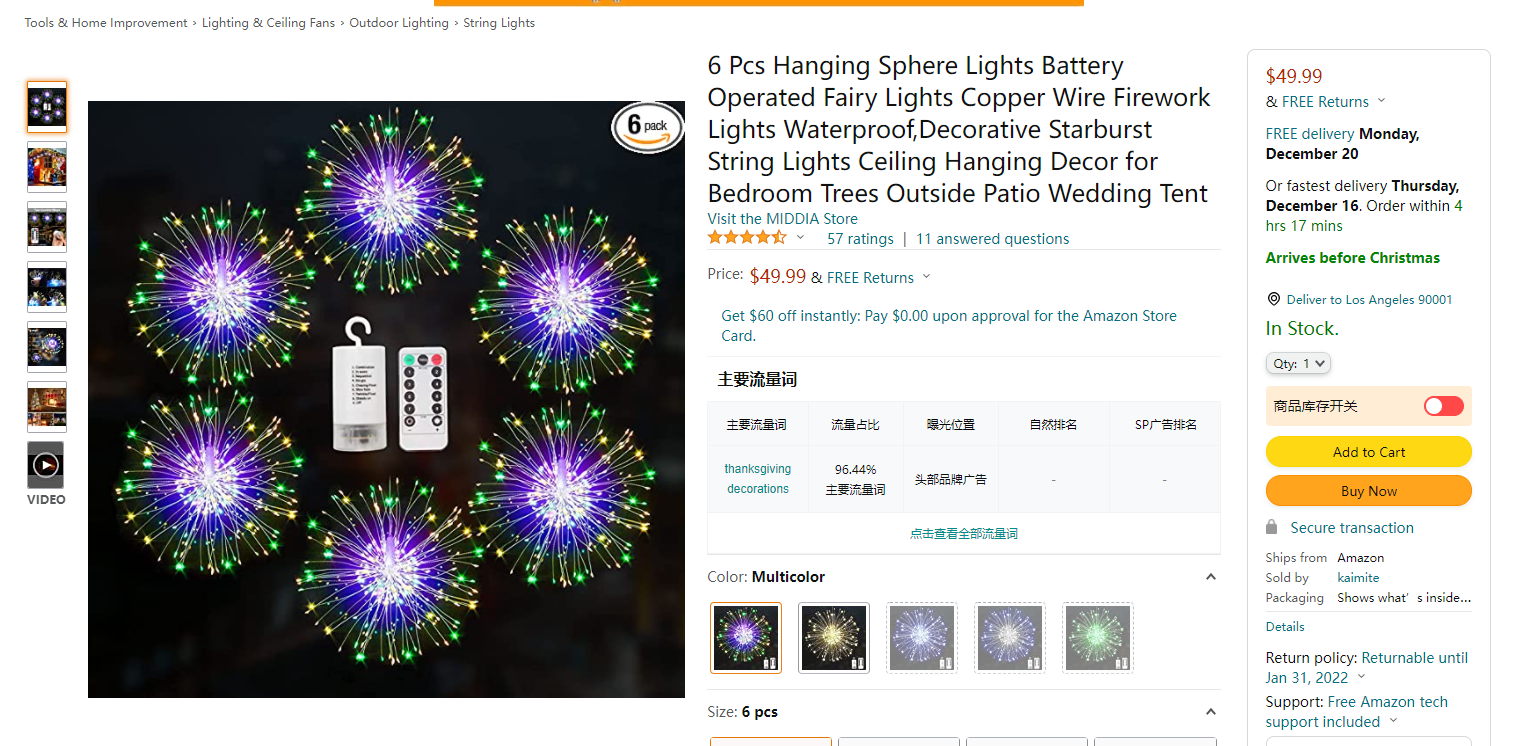 Tools & Home Improvement › Lighting & Ceiling Fans › Outdoor Lighting › String Lights
VIDEO
6 pack
6 Pcs Hanging Sphere Lights Battery
Operated Fairy Lights Copper Wire Firework
Lights Waterproof,Decorative Starburst
String Lights Ceiling Hanging Decor for
Bedroom Trees Outside Patio Wedding Tent
Visit the MIDDIA Store
57 ratings | 11 answered questions
Price: $49.99 & FREE Returns
Get $60 off instantly: Pay $0.00 upon approval for the Amazon Store
Card.
主要流量词
主要流量词 流量占比 曝光位置 自然排名 SP广告排名
thanksgiving decorations 96.44% 主要流量词 头部品牌广告 - -
点击查看全部流量词
Color: Multicolor
Size: 6 pcs
$49.99
& FREE Returns
FREE delivery Monday,
December 20
Or fastest delivery Thursday,
December 16. Order within 4
hrs 17 mins
Arrives before Christmas
Deliver to Los Angeles 90001
In Stock.
Qty: 1
商品库存开关
Add to Cart
Buy Now
Secure transaction
Ships from Amazon
Sold by kaimite
Packaging Shows what's inside...
Details
Return policy: Returnable until
Jan 31, 2022
Support: Free Amazon tech
support included